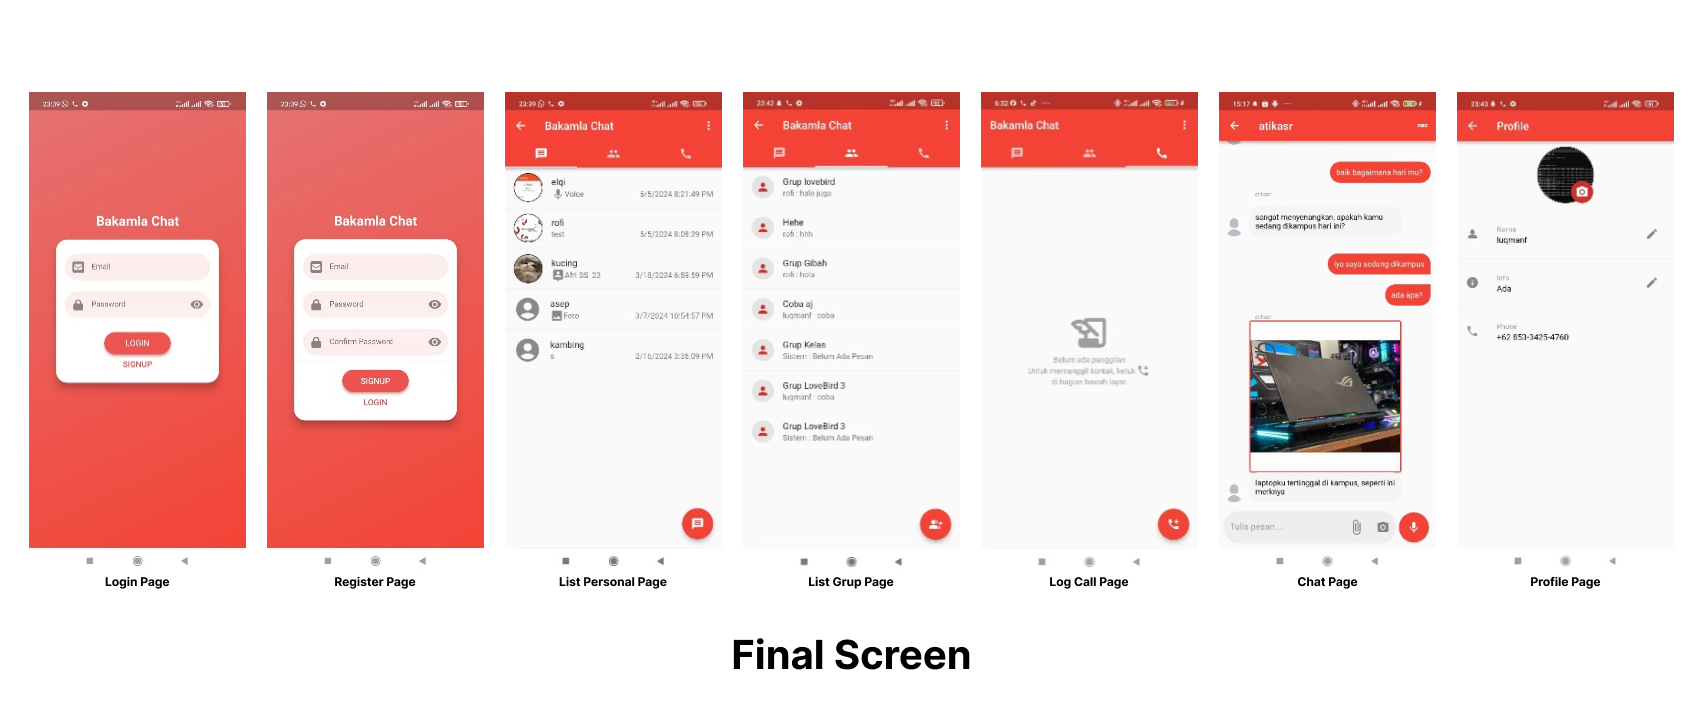 23:39
Bakamla Chat
Email
Password
LOGIN
SIGNUP
Login Page
23:39
Bakamla Chat
Email
Password
Confirm Password
SIGNUP
LOGIN
Register Page
23:39
Bakamla Chat
elqi
Voice 5/5/2024 8:21:49 PM
rofi
test 5/5/2024 8:08:29 PM
kucing
Afri BS 23 3/18/2024 6:59:59 PM
asep
Foto 3/7/2024 10:54:57 PM
kambing
s 2/16/2024 3:35:09 PM
List Personal Page
23:42
Bakamla Chat
Grup lovebird
rofi : halo juga
Hehe
rofi : hhh
Grup Gibah
rofi : hola
Coba aj
luqmanf : coba
Grup Kelas
Sistem : Belum Ada Pesan
Grup LoveBird 3
luqmanf : coba
Grup LoveBird 3
Sistem : Belum Ada Pesan
List Grup Page
6:32
Bakamla Chat
Belum ada panggilan
Untuk memanggil kontak, ketuk
di bagian bawah layar.
Log Call Page
15:17
atikasr
baik bagaimana hari mu?
atikasr
sangat menyenangkan, apakah kamu
sedang dikampus hari ini?
Iya saya sedang dikampus
ada apa?
atikasr
laptopku tertinggal di kampus, seperti ini
merknya
Tulis pesan....
Chat Page
23:43
Profile
Name
luqmanf
Info
Ada
Phone
+62 853-3425-4760
Profile Page
Final Screen